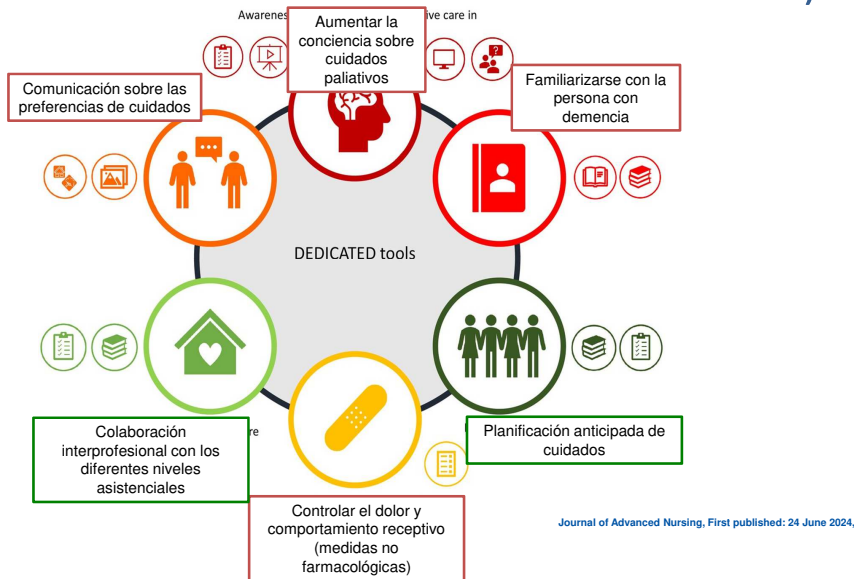 Awarenes
ive care in
Aumentar la
conciencia sobre
cuidados
paliativos
Comunicación sobre las
preferencias de cuidados
Familiarizarse con la
persona con
demencia
?
DEDICATED tools
Colaboración
interprofesional con los
diferentes niveles
asistenciales
re
Planificación anticipada de
cuidados
Controlar el dolor y
comportamiento receptivo
(medidas no
farmacológicas)
Journal of Advanced Nursing, First published: 24 June 2024,